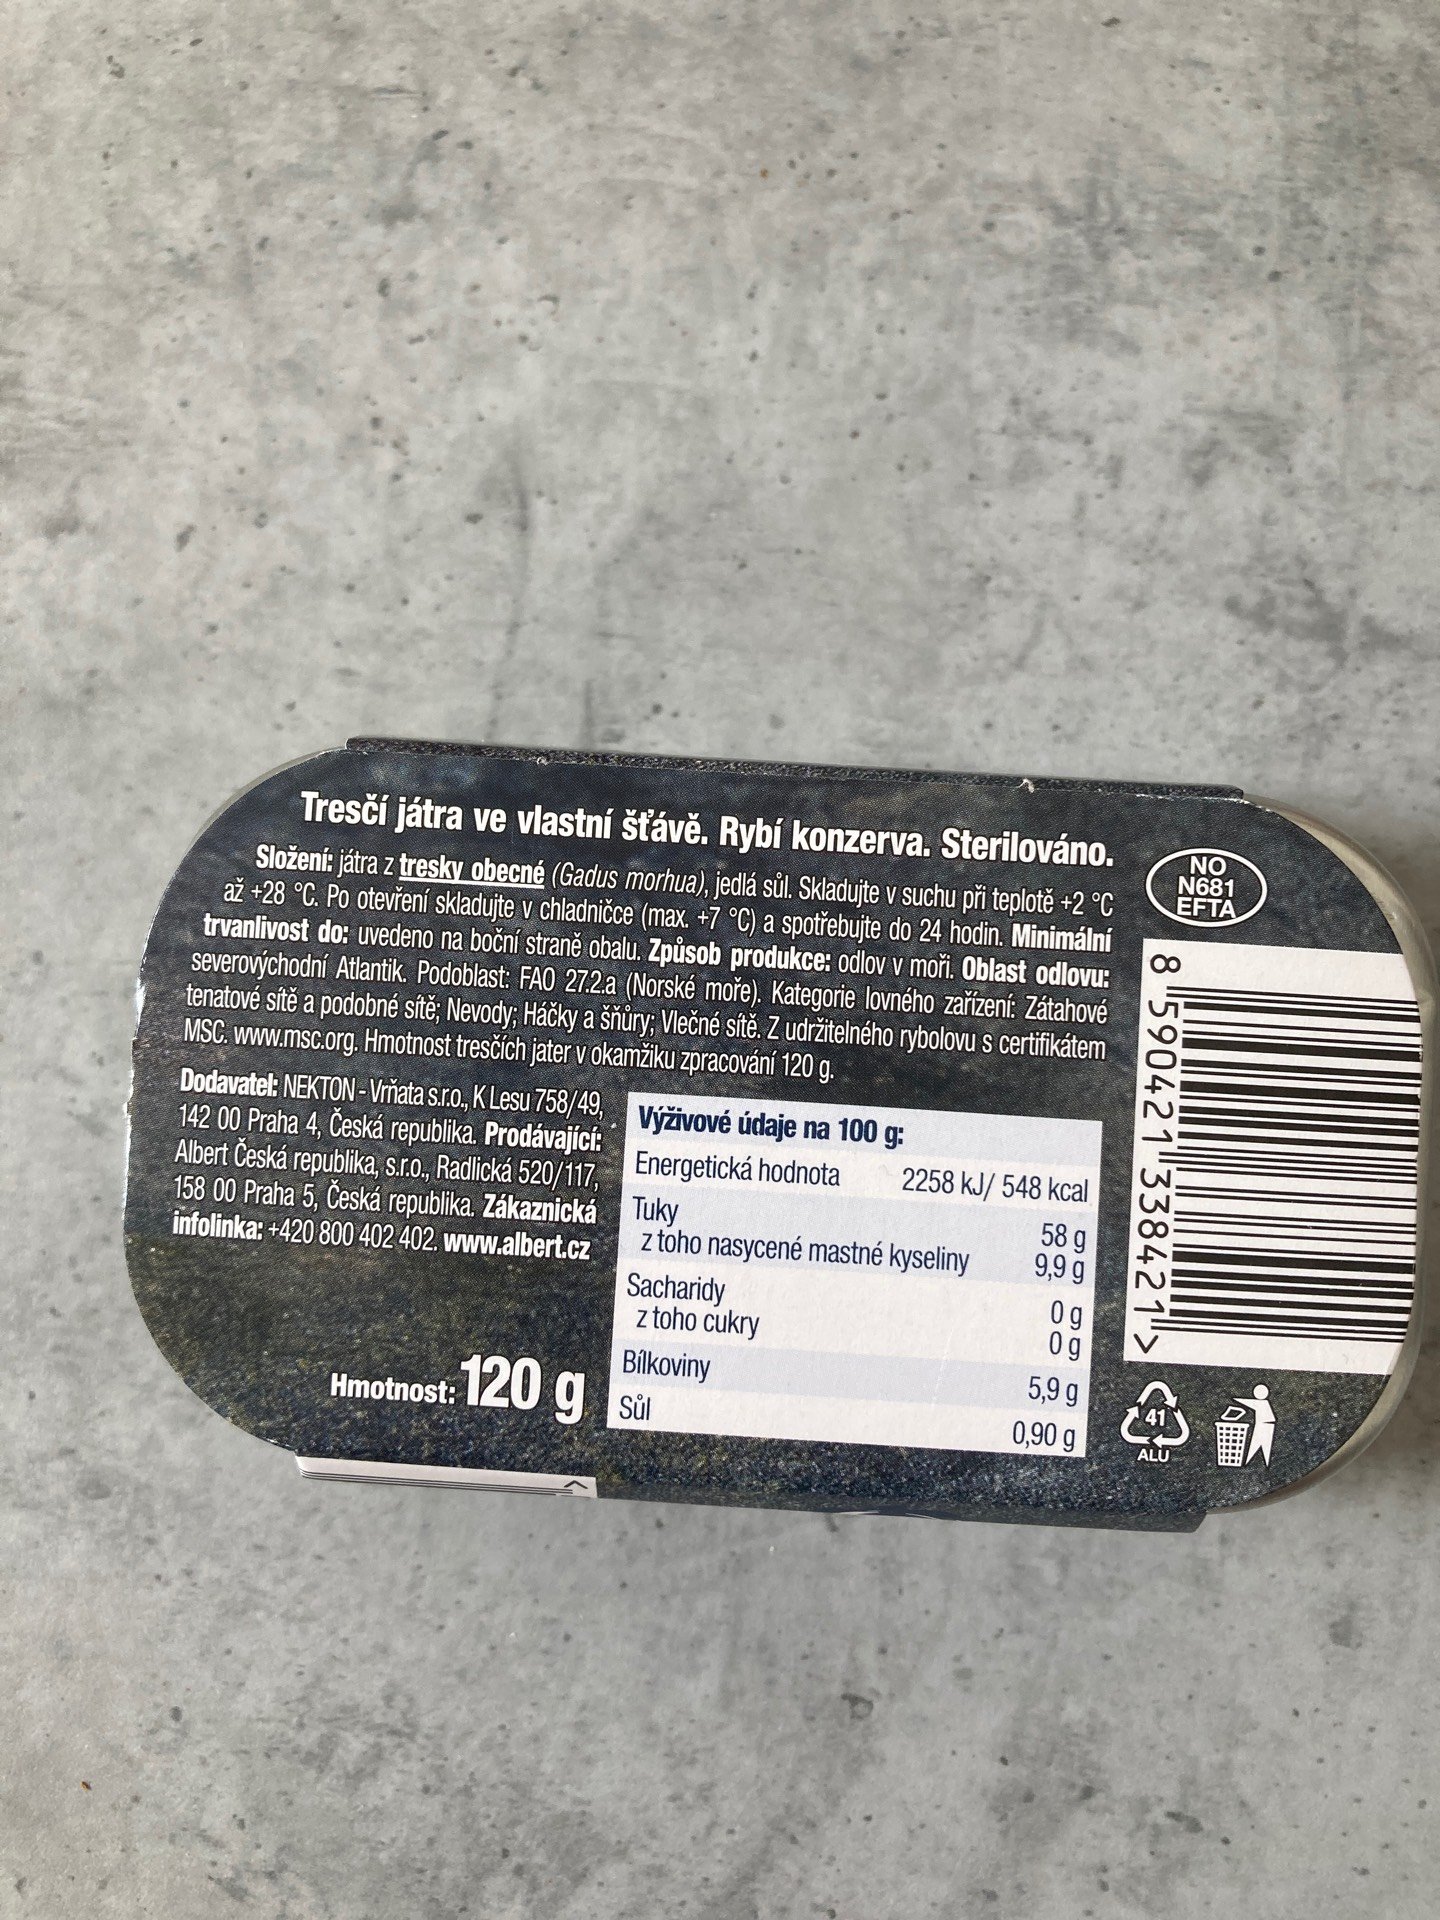 Tresčí játra ve vlastní šťávě. Rybí konzerva. Sterilováno.
Složení: játra z tresky obecné (Gadus morhua), jedlá sůl. Skladujte v suchu při teplotě +2 °C
až +28 °C. Po otevření skladujte v chladničce (max. +7 °C) a spotřebujte do 24 hodin. Minimální
trvanlivost do: uvedeno na boční straně obalu. Způsob produkce: odlov v moři. Oblast odlovu:
severovýchodní Atlantik. Podoblast: FAO 27.2.a (Norské moře). Kategorie lovného zařízení: Zátahové
tenatové sítě a podobné sítě; Nevody; Háčky a šňůry; Vlečné sítě. Z udržitelného rybolovu s certifikátem
MSC. www.msc.org. Hmotnost tresčích jater v okamžiku zpracování 120 g.
Dodavatel: NEKTON - Vrňata s.r.o., K Lesu 758/49,
142 00 Praha 4, Česká republika. Prodávající:
Albert Česká republika, s.r.o., Radlická 520/117,
158 00 Praha 5, Česká republika. Zákaznická
infolinka: +420 800 402 402. www.albert.cz
Hmotnost: 120 g
Výživové údaje na 100 g:
Energetická hodnota 2258 kJ/ 548 kcal
Tuky 58 g
z toho nasycené mastné kyseliny 9,9 g
Sacharidy 0 g
z toho cukry 0 g
Bílkoviny 5,9 g
Sůl 0,90 g
NO
N681
EFTA
8 590421 338421 >
41
ALU